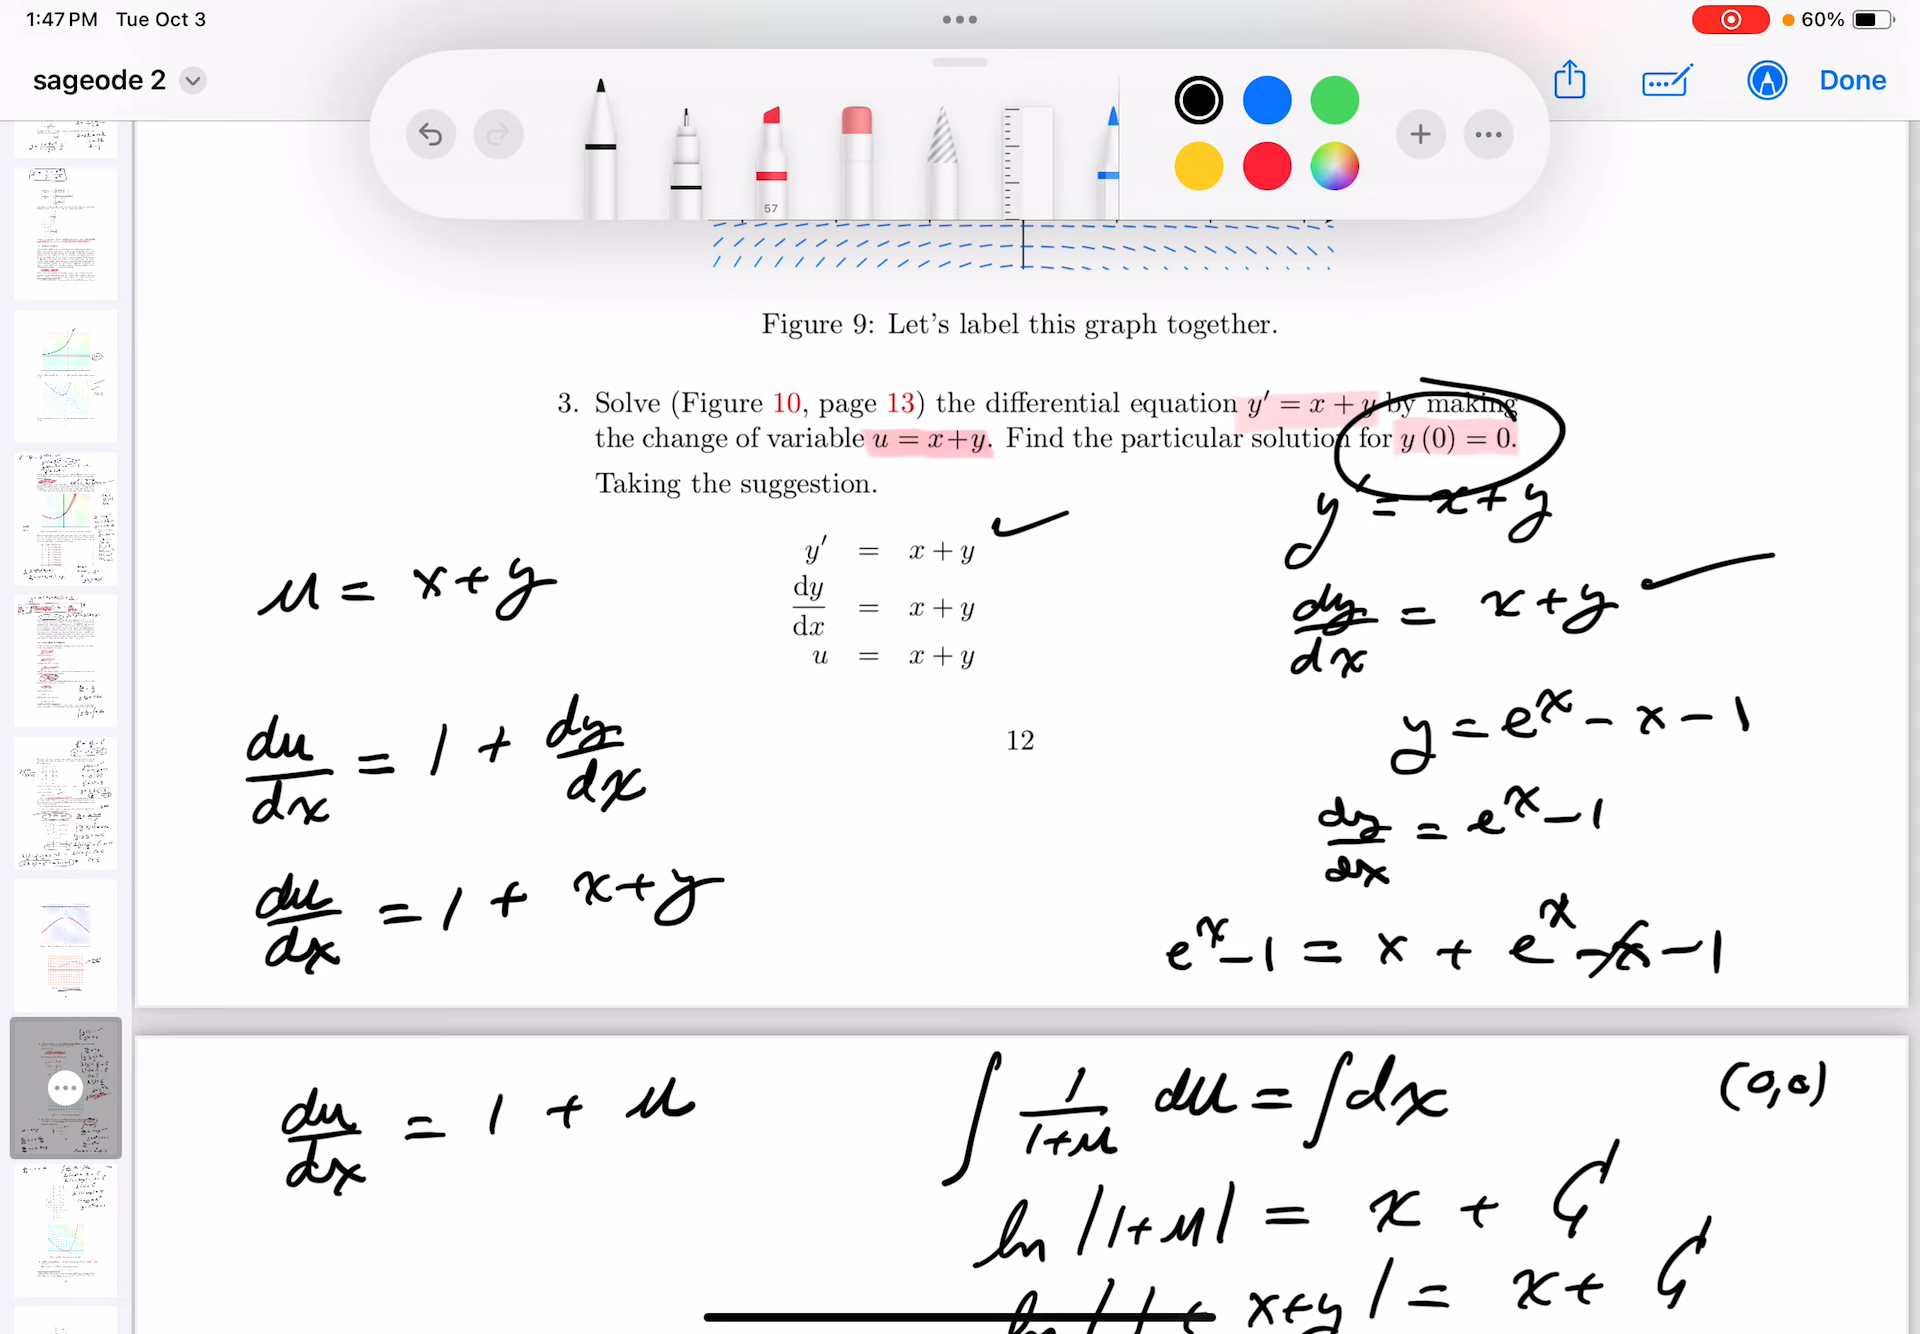 1:47 PM Tue Oct 3
60%
sageode 2
Done
57
Figure 9: Let's label this graph together.
3. Solve (Figure 10, page 13) the differential equation y′ = x + y by making
the change of variable u = x+y. Find the particular solution for y (0) = 0.
Taking the suggestion.
y′ = x + y
dy/dx = x + y
u = x + y
12
u = x+y
du/dx = 1 + dy/dx
du/dx = 1 + x+y
y′ = x+y
dy/dx = x+y
y = e^x - x - 1
dy/dx = e^x - 1
e^x - 1 = x + e^x - x - 1
du/dx = 1 + u
∫ 1/(1+u) du = ∫dx
(0,0)
ln |1+u| = x + C
ln |1 + x+y| = x + C